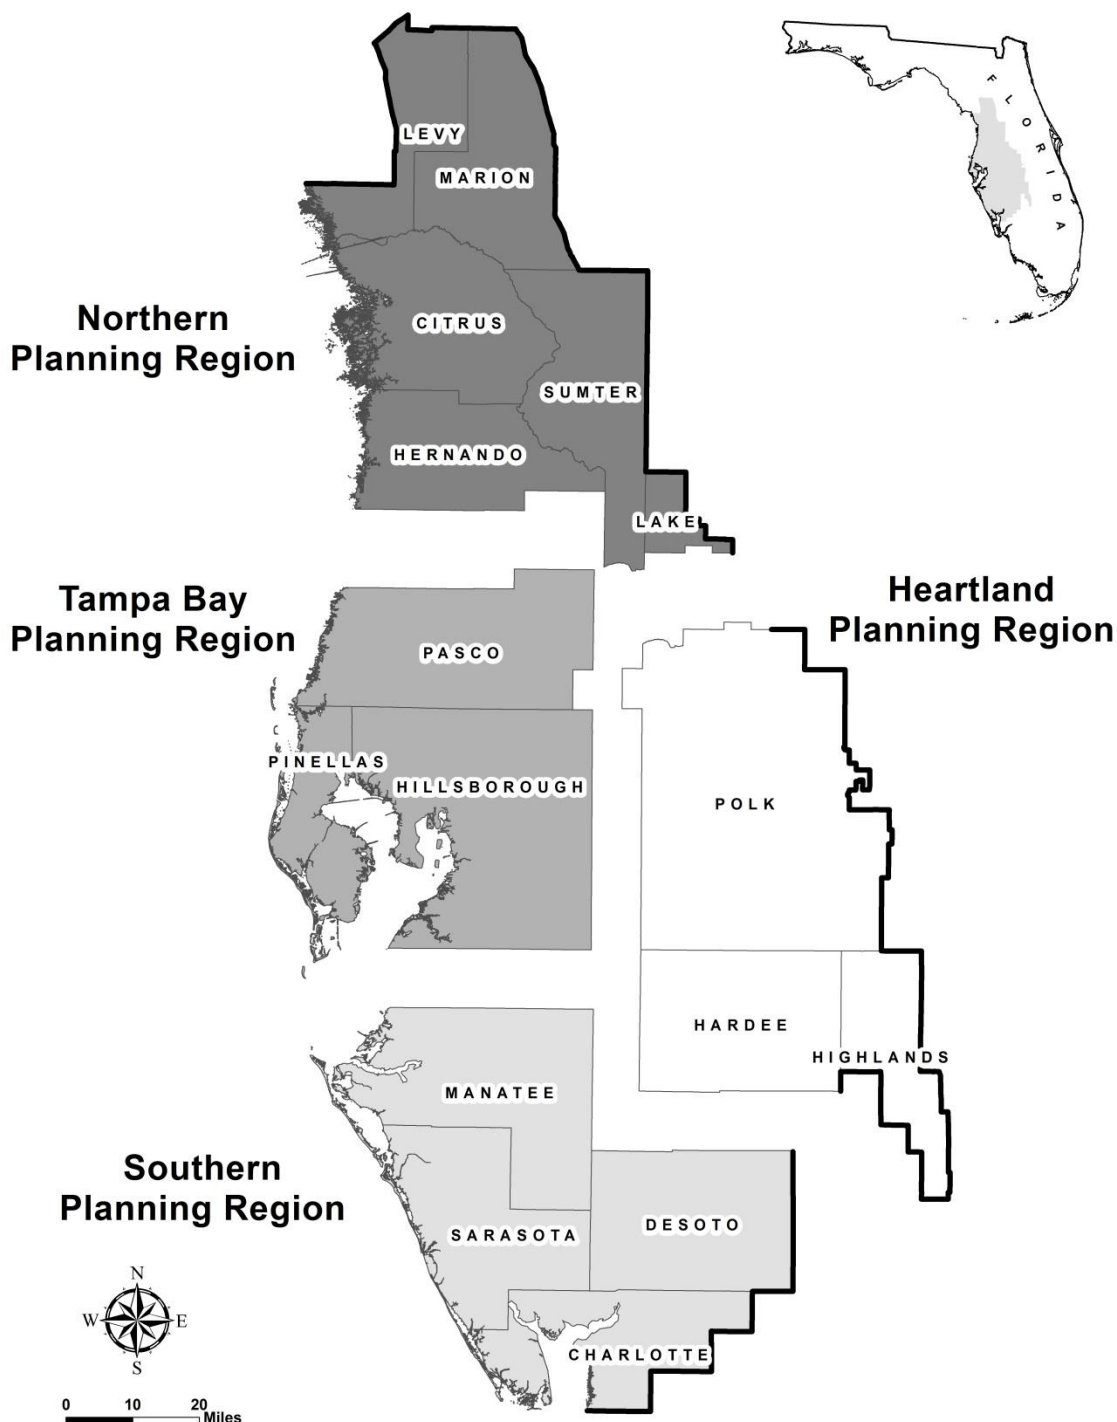 FLORIDA
LEVY
MARION
Northern
Planning Region
CITRUS
SUMTER
HERNANDO
LAKE
Tampa Bay
Planning Region
Heartland
Planning Region
PASCO
PINELLAS
HILLSBOROUGH
POLK
HARDEE
HIGHLANDS
MANATEE
Southern
Planning Region
SARASOTA
DESOTO
CHARLOTTE
N
W E
S
0 10 20
Miles